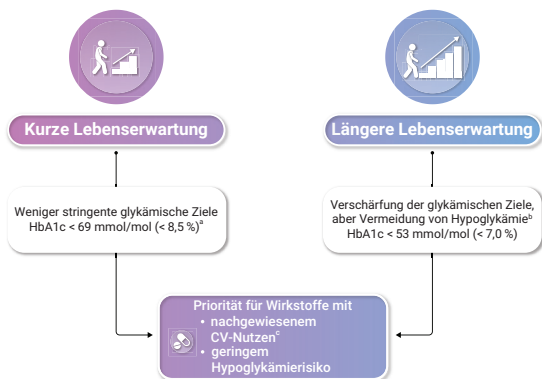 Kurze Lebenserwartung
Weniger stringente glykämische Ziele
HbA1c < 69 mmol/mol (< 8,5 %)ᵃ
Längere Lebenserwartung
Verschärfung der glykämischen Ziele,
aber Vermeidung von Hypoglykämieᵇ
HbA1c < 53 mmol/mol (< 7,0 %)
Priorität für Wirkstoffe mit
• nachgewiesenem
CV-Nutzenᶜ
• geringem
Hypoglykämierisiko